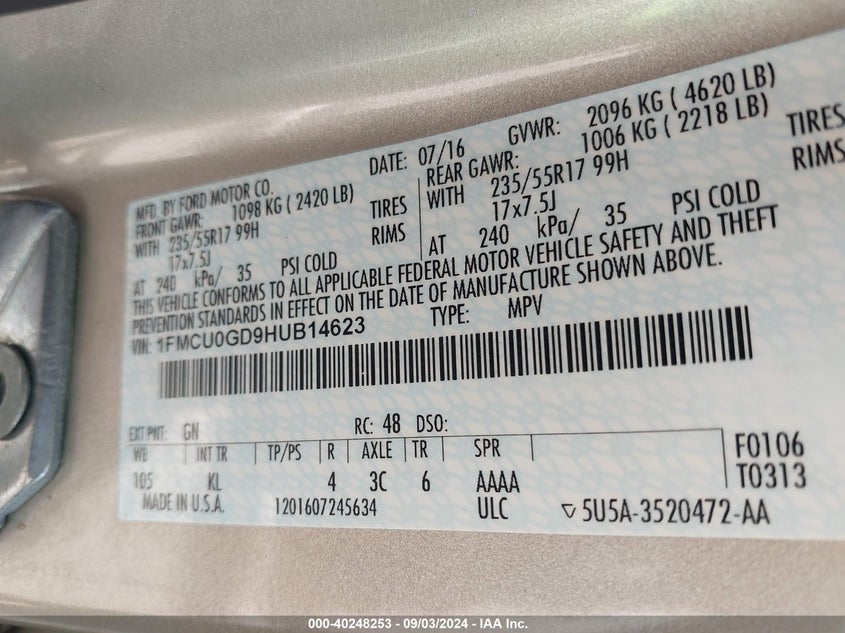 MFD. BY FORD MOTOR CO.
DATE: 07/16
GVWR: 2096 KG ( 4620 LB)
FRONT GAWR: 1098 KG ( 2420 LB)
REAR GAWR: 1006 KG ( 2218 LB)
WITH 235/55R17 99H TIRES
WITH 235/55R17 99H TIRES
17x7.5J RIMS
17x7.5J RIMS
AT 240 kPa/ 35 PSI COLD
AT 240 kPa/ 35 PSI COLD
THIS VEHICLE CONFORMS TO ALL APPLICABLE FEDERAL MOTOR VEHICLE SAFETY AND THEFT
PREVENTION STANDARDS IN EFFECT ON THE DATE OF MANUFACTURE SHOWN ABOVE.
VIN: 1FMCU0GD9HUB14623
TYPE: MPV
EXT PNT: GN RC: 48 DSO:
WB INT TR TP/PS R AXLE TR SPR
105 KL 4 3C 6 AAAA
F0106
T0313
MADE IN U.S.A. 1201607245634 ULC ▽ 5U5A-3520472-AA
000-40248253 - 09/03/2024 - IAA Inc.